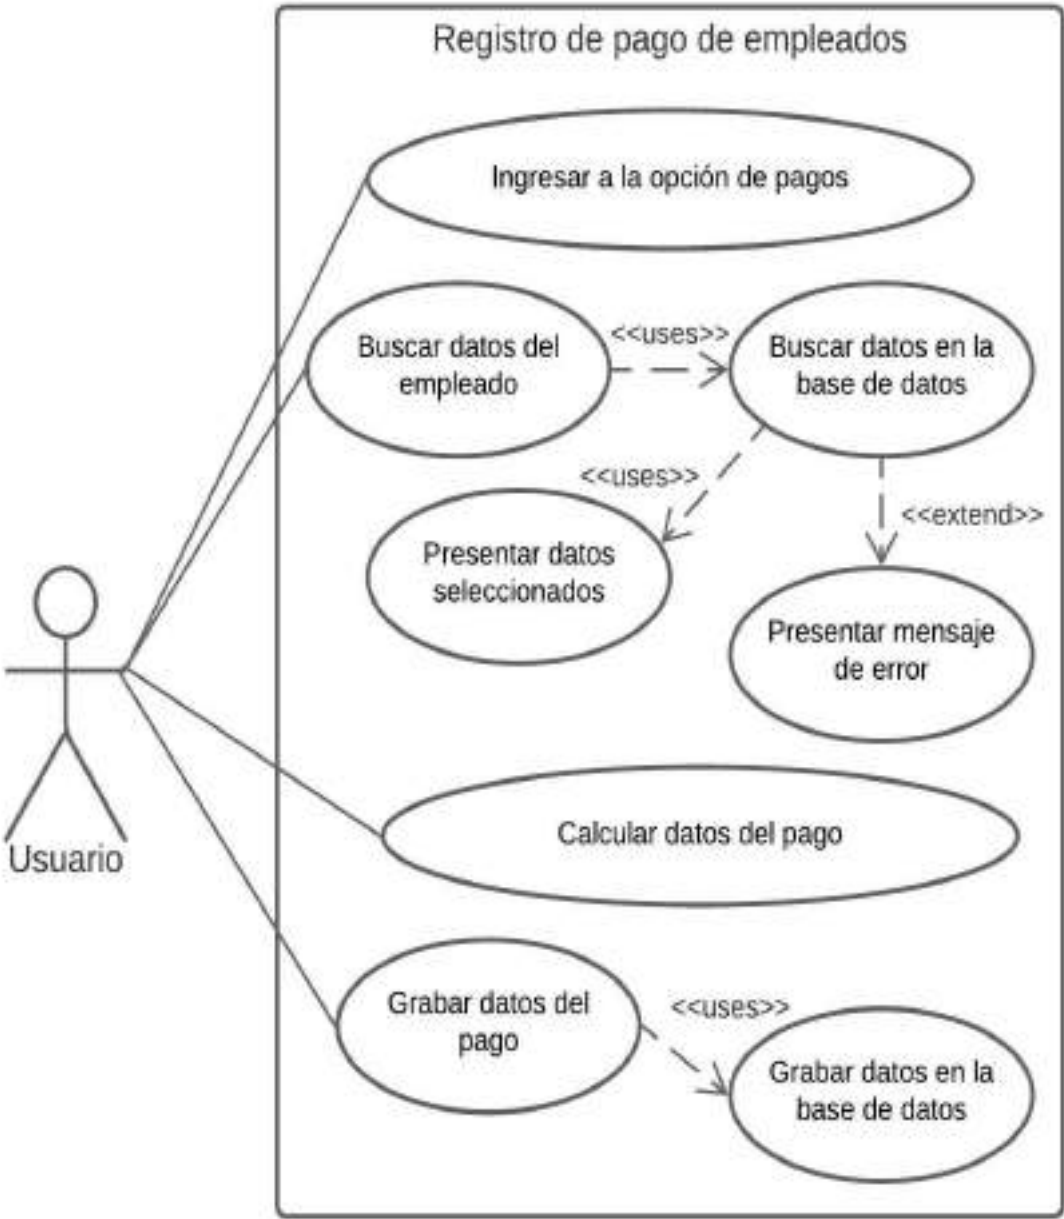 Registro de pago de empleados
Ingresar a la opción de pagos
Buscar datos del
empleado
<<uses>>
Buscar datos en la
base de datos
<<uses>>
<<extend>>
Presentar datos
seleccionados
Presentar mensaje
de error
Usuario
Calcular datos del pago
Grabar datos del
pago
<<uses>>
Grabar datos en la
base de datos